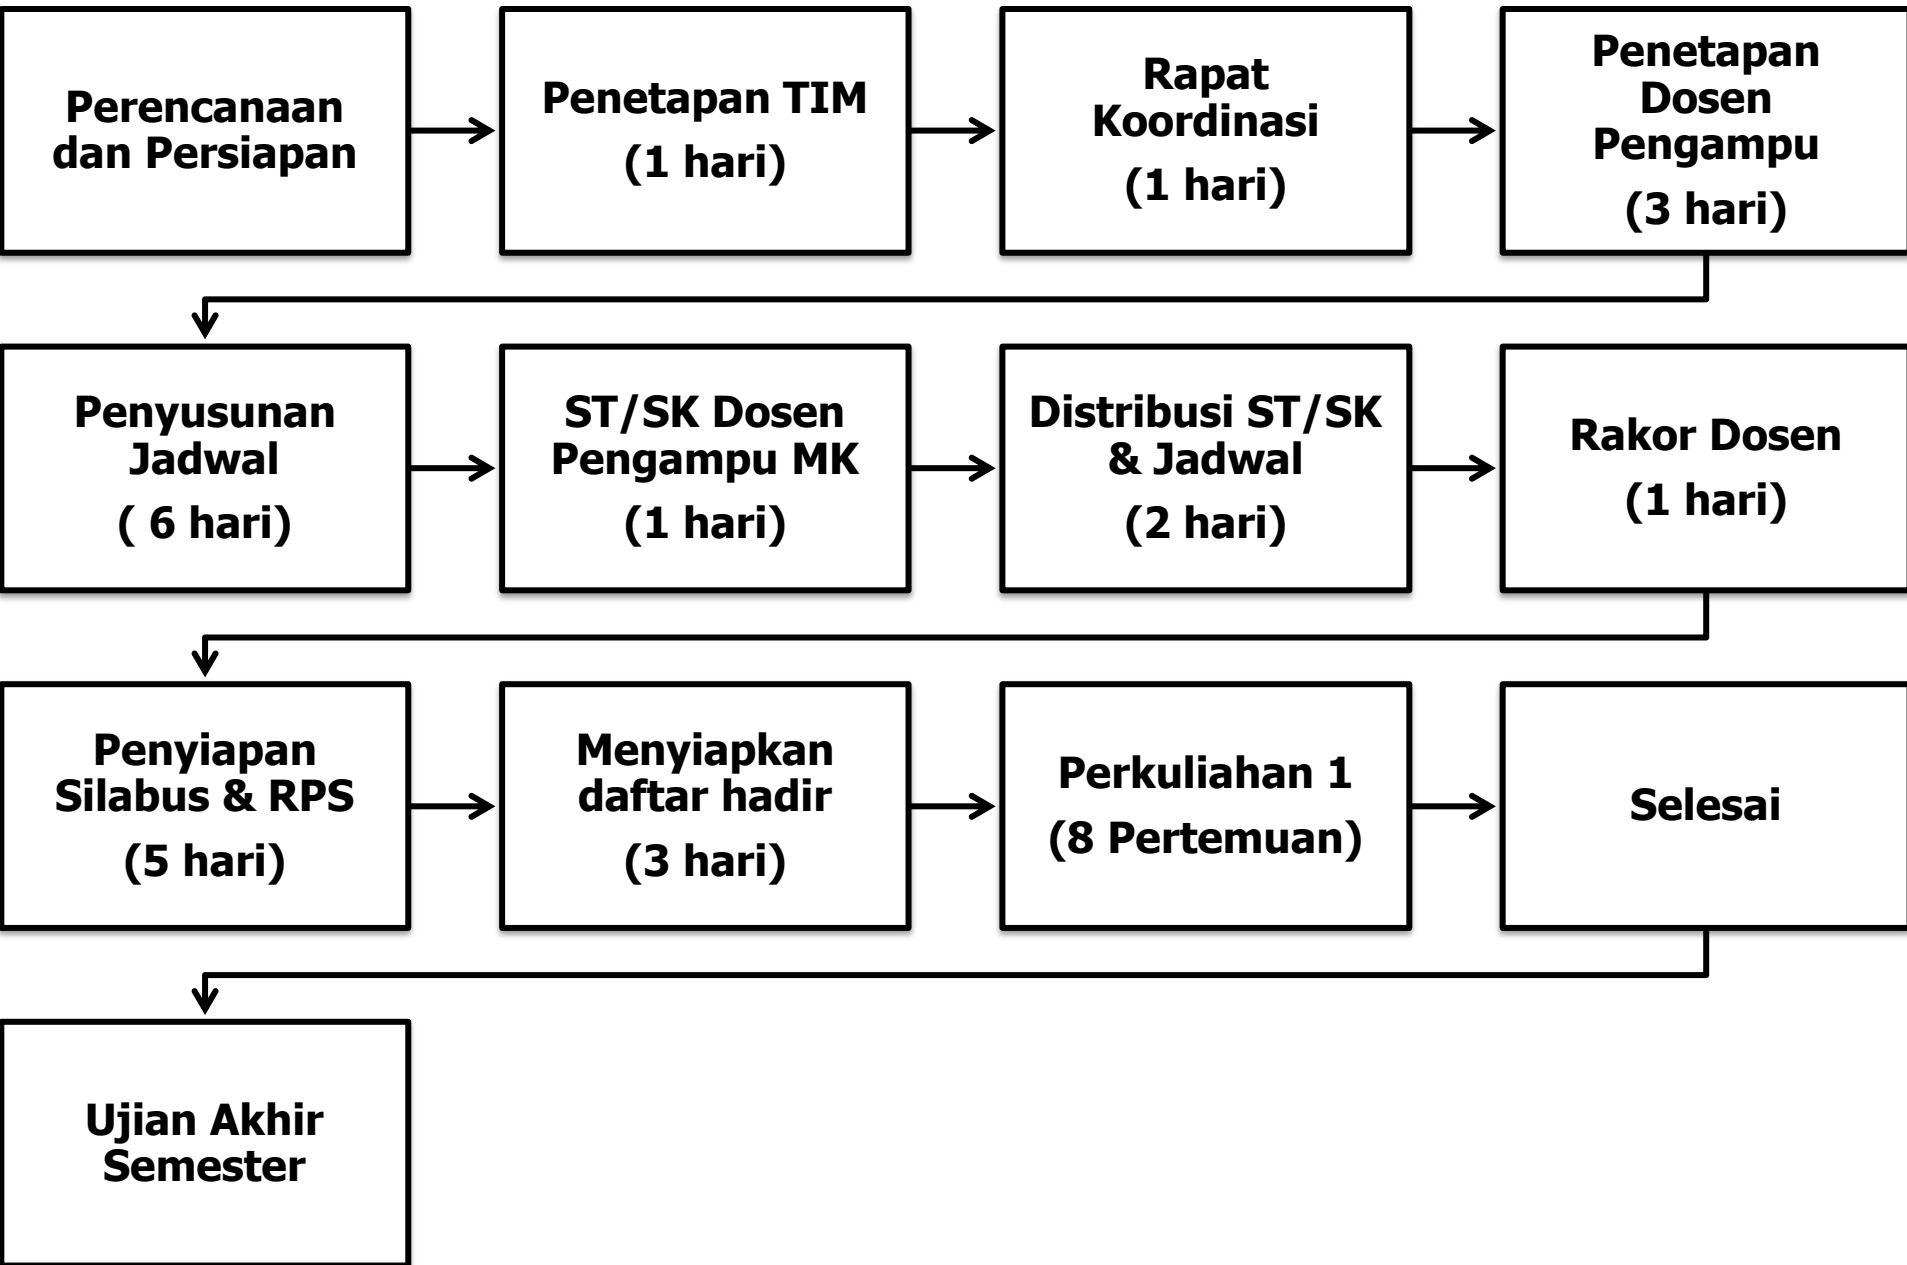 Perencanaan
dan Persiapan
Penetapan TIM
(1 hari)
Rapat
Koordinasi
(1 hari)
Penetapan
Dosen
Pengampu
(3 hari)
Penyusunan
Jadwal
( 6 hari)
ST/SK Dosen
Pengampu MK
(1 hari)
Distribusi ST/SK
& Jadwal
(2 hari)
Rakor Dosen
(1 hari)
Penyiapan
Silabus & RPS
(5 hari)
Menyiapkan
daftar hadir
(3 hari)
Perkuliahan 1
(8 Pertemuan)
Selesai
Ujian Akhir
Semester